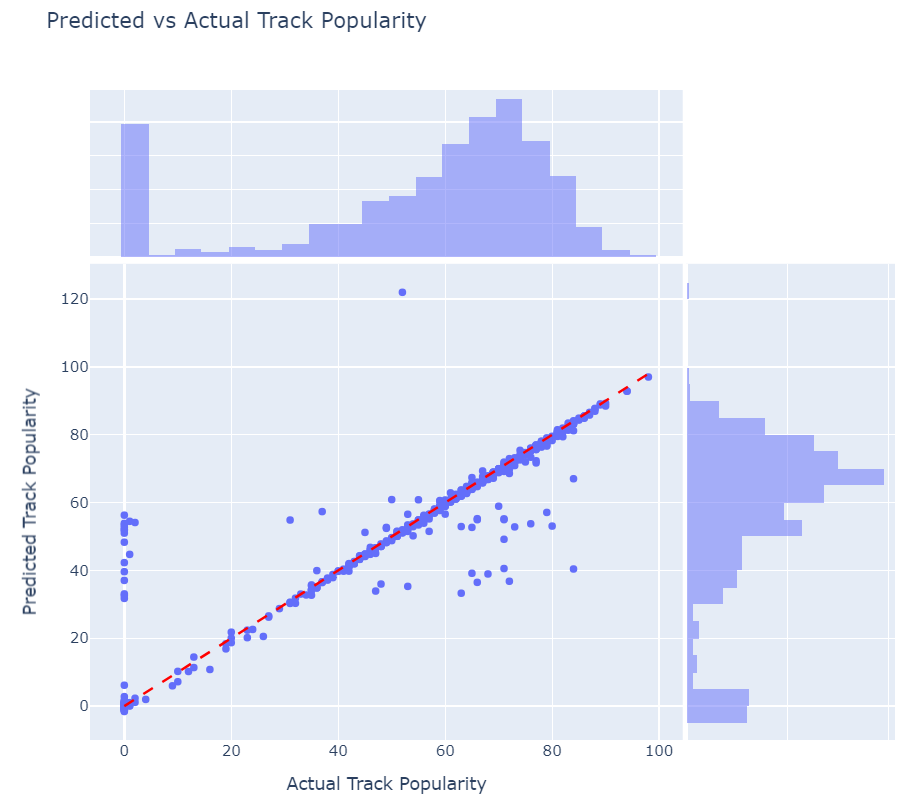 Predicted vs Actual Track Popularity
120
100
80
60
40
20
0
Predicted Track Popularity
0 20 40 60 80 100
Actual Track Popularity